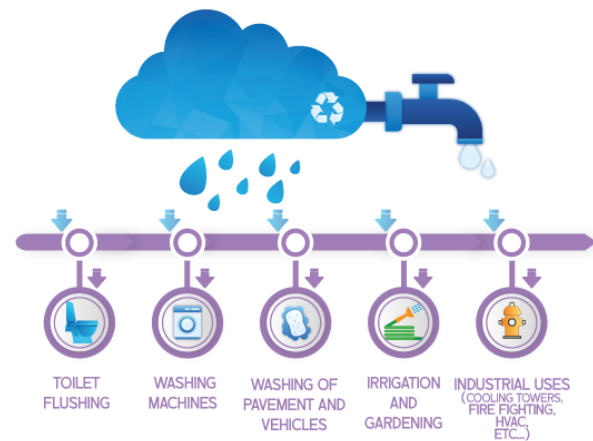 TOILET
FLUSHING
WASHING
MACHINES
WASHING OF
PAVEMENT AND
VEHICLES
IRRIGATION
AND
GARDENING
INDUSTRIAL USES
(COOLING TOWERS,
FIRE FIGHTING,
HVAC,
ETC...)